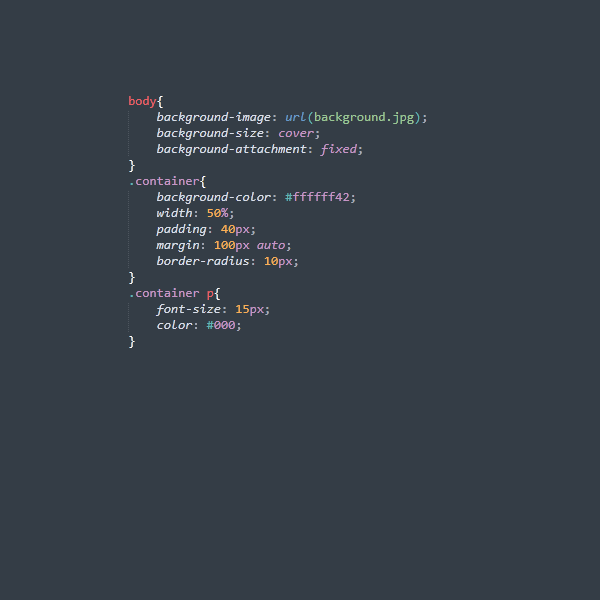 body{
background-image: url(background.jpg);
background-size: cover;
background-attachment: fixed;
}
.container{
background-color: #ffffff42;
width: 50%;
padding: 40px;
margin: 100px auto;
border-radius: 10px;
}
.container p{
font-size: 15px;
color: #000;
}